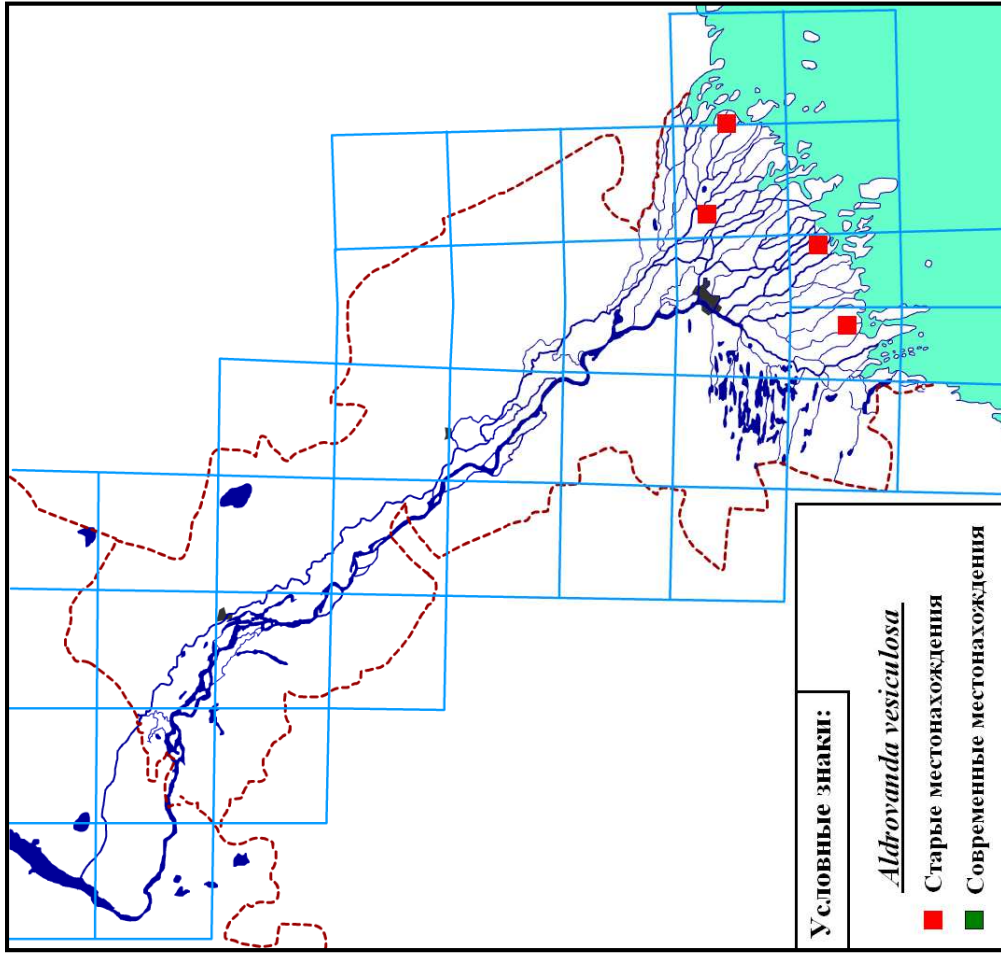 Условные знаки:
Aldrovanda vesiculosa
Старые местонахождения
Современные местонахождения